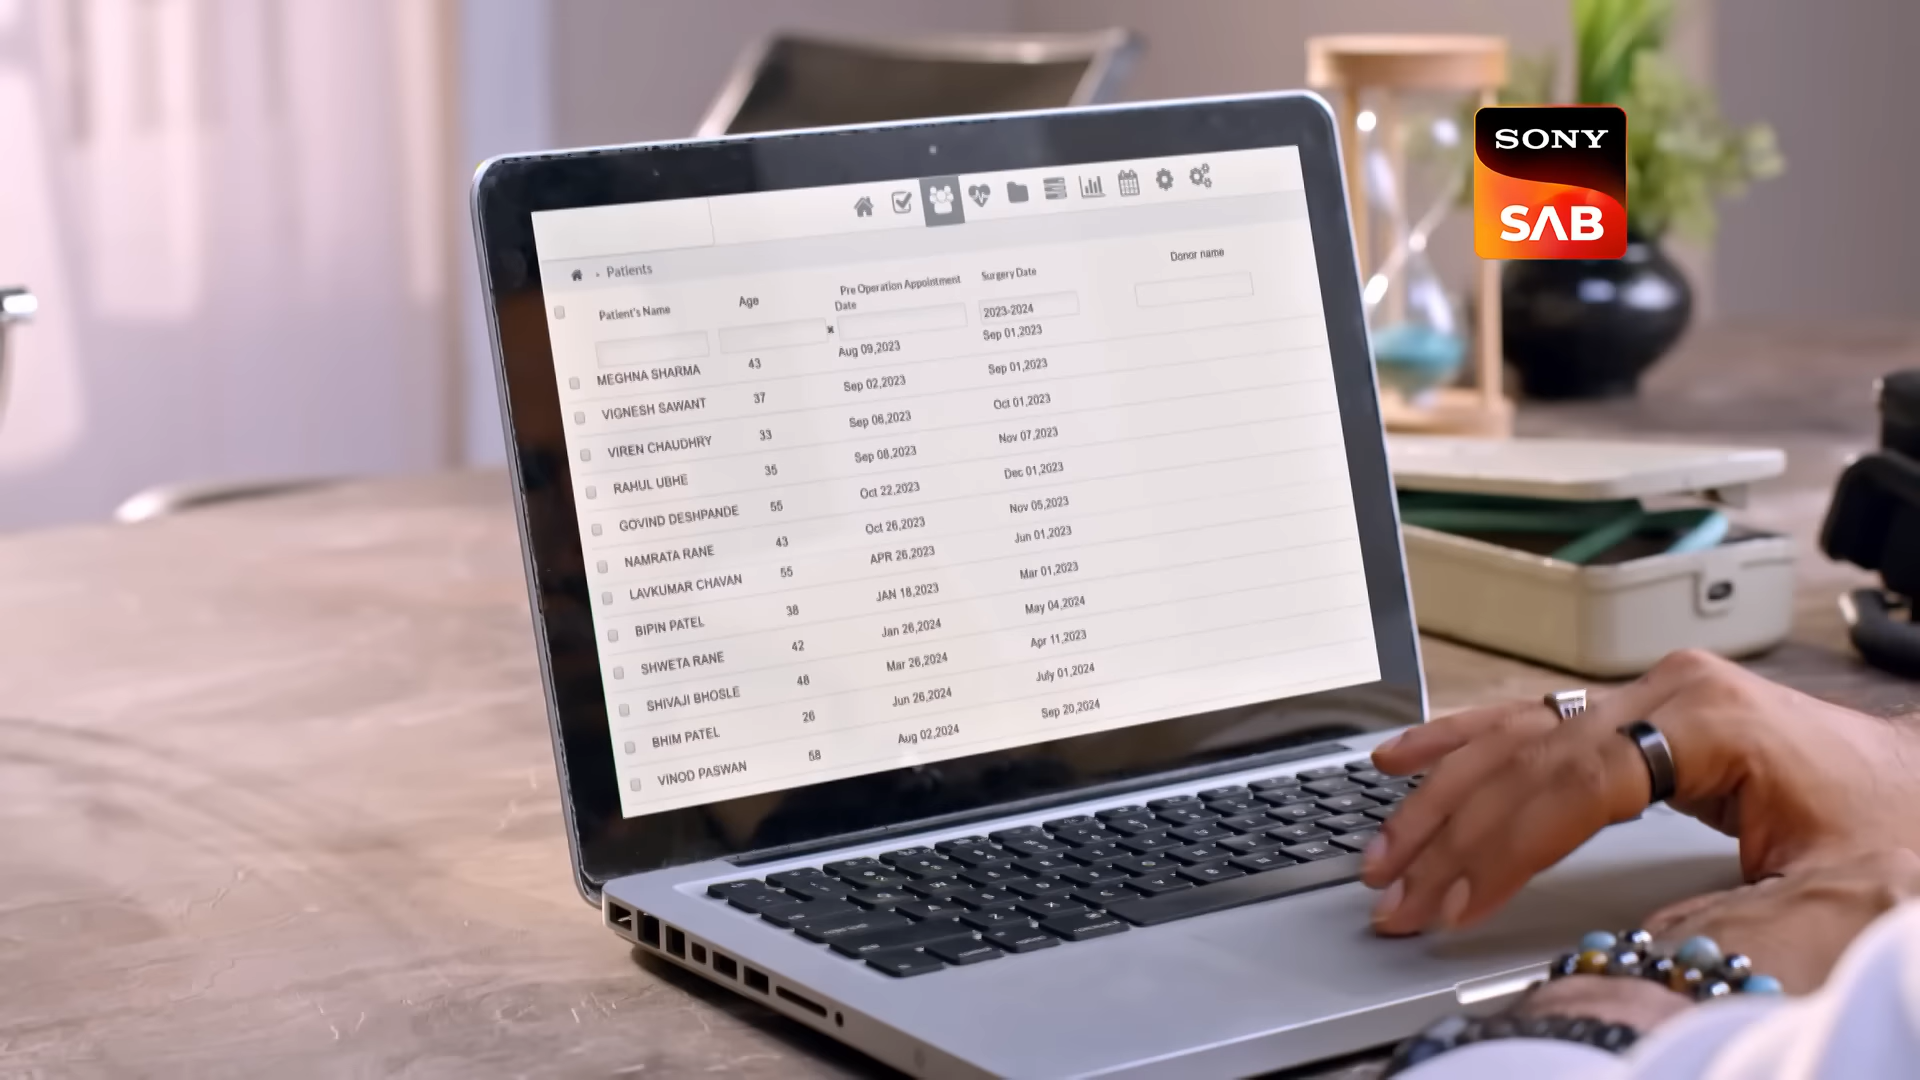 SONY
SAB
Patients
Patient's Name Age Pre Operation Appointment Date Surgery Date Donor name
2023-2024
MEGHNA SHARMA 43 Aug 09,2023 Sep 01,2023
VIGNESH SAWANT 37 Sep 02,2023 Sep 01,2023
VIREN CHAUDHRY 33 Sep 06,2023 Oct 01,2023
RAHUL UBHE 35 Sep 08,2023 Nov 07,2023
GOVIND DESHPANDE 55 Oct 22,2023 Dec 01,2023
NAMRATA RANE 43 Oct 26,2023 Nov 05,2023
LAVKUMAR CHAVAN 55 APR 26,2023 Jun 01,2023
BIPIN PATEL 38 JAN 18,2023 Mar 01,2023
SHWETA RANE 42 Jan 26,2024 May 04,2024
SHIVAJI BHOSLE 48 Mar 26,2024 Apr 11,2023
BHIM PATEL 26 Jun 26,2024 July 01,2024
VINOD PASWAN 58 Aug 02,2024 Sep 20,2024